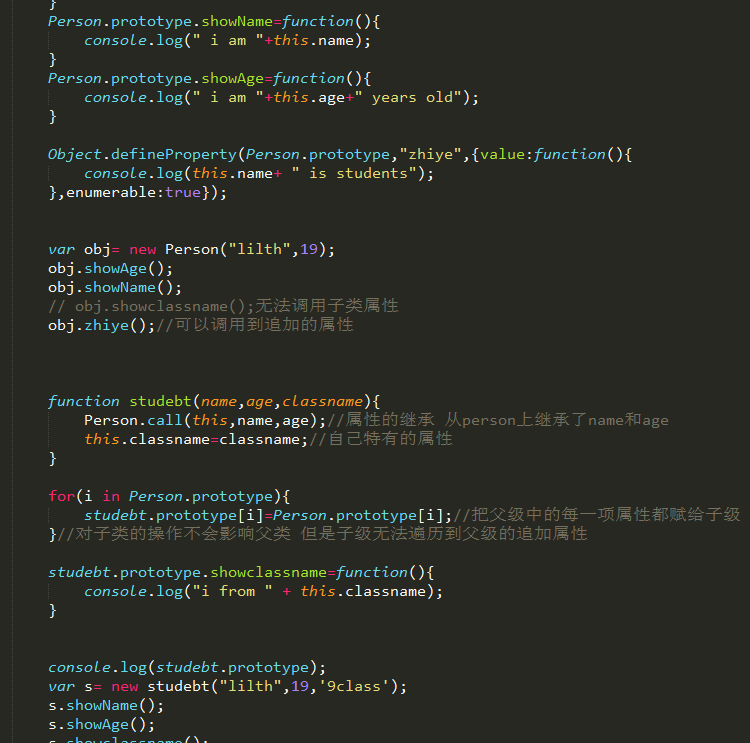 }
Person.prototype.showName=function(){
console.log(" i am "+this.name);
}
Person.prototype.showAge=function(){
console.log(" i am "+this.age+" years old");
}
Object.defineProperty(Person.prototype,"zhiye",{value:function(){
console.log(this.name+ " is students");
},enumerable:true});
var obj= new Person("lilth",19);
obj.showAge();
obj.showName();
// obj.showclassname();无法调用子类属性
obj.zhiye();//可以调用到追加的属性
function studebt(name,age,classname){
Person.call(this,name,age);//属性的继承 从person上继承了name和age
this.classname=classname;//自己特有的属性
}
for(i in Person.prototype){
studebt.prototype[i]=Person.prototype[i];//把父级中的每一项属性都赋给子级
}//对子类的操作不会影响父类 但是子级无法遍历到父级的追加属性
studebt.prototype.showclassname=function(){
console.log("i from " + this.classname);
}
console.log(studebt.prototype);
var s= new studebt("lilth",19,'9class');
s.showName();
s.showAge();
s.showclassname();